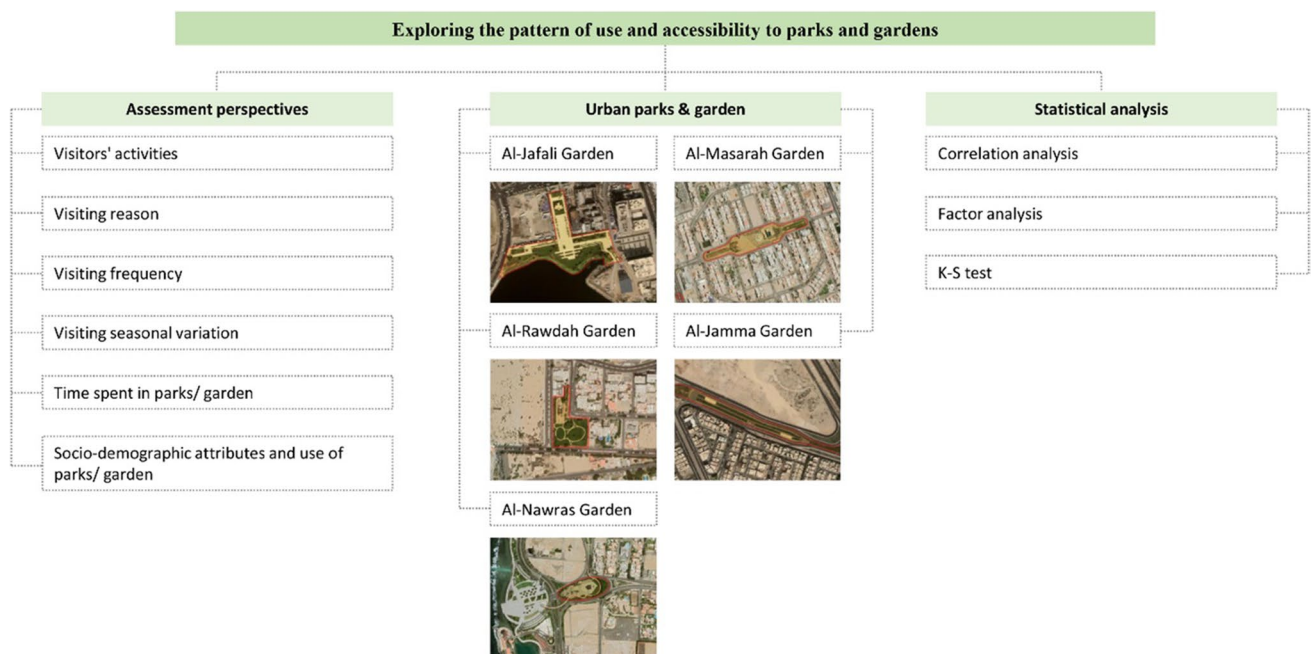 Exploring the pattern of use and accessibility to parks and gardens
Assessment perspectives
Visitors' activities
Visiting reason
Visiting frequency
Visiting seasonal variation
Time spent in parks/ garden
Socio-demographic attributes and use of
parks/ garden
Urban parks & garden
Al-Jafali Garden
Al-Masarah Garden
Al-Rawdah Garden
Al-Jamma Garden
Al-Nawras Garden
Statistical analysis
Correlation analysis
Factor analysis
K-S test